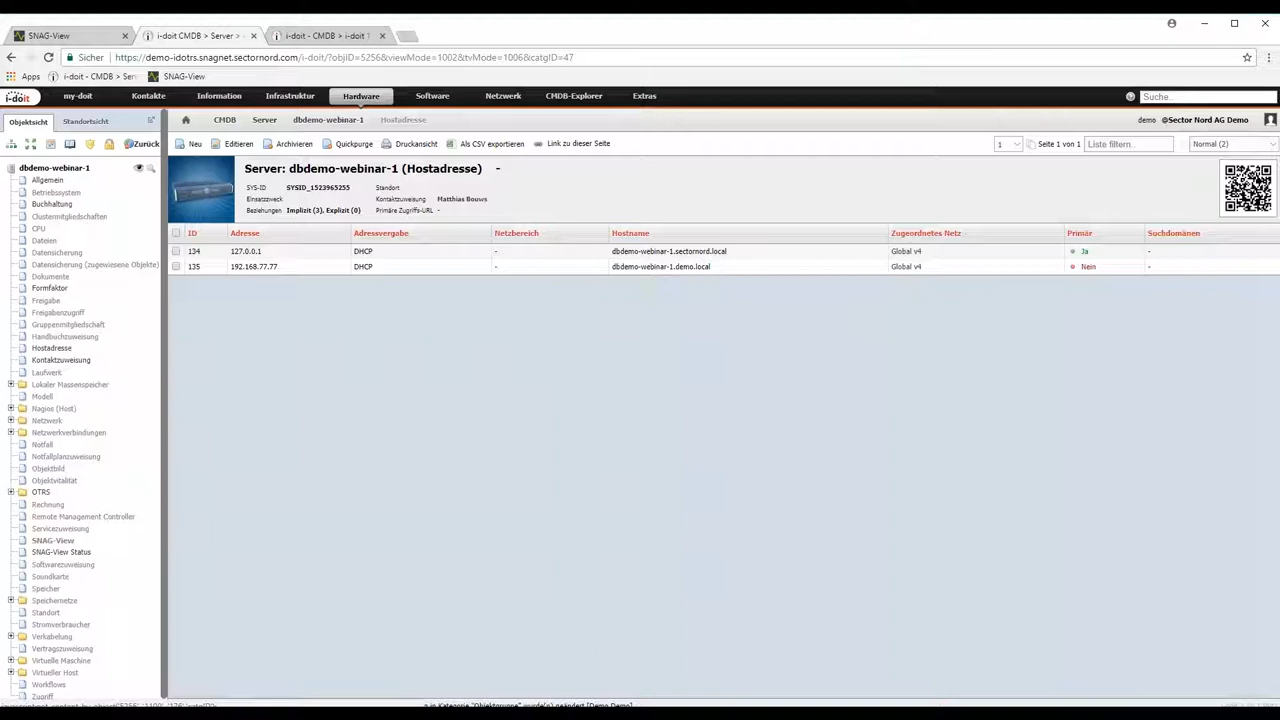 SNAG-View
i-doit CMDB > Server >
i-doit - CMDB > i-doit
Sicher https://demo-idotrs.snagnet.sectornord.com/i-doit/?objID=5256&viewMode=1002&tvMode=1006&catgID=47
Apps i-doit - CMDB > Ser SNAG-View
i-doit my-doit Kontakte Information Infrastruktur Hardware Software Netzwerk CMDB-Explorer Extras Suche...
Objektsicht Standortsicht
CMDB Server dbdemo-webinar-1 Hostadresse demo @Sector Nord AG Demo
Zurück
Neu Editieren Archivieren Quickpurge Druckansicht Als CSV exportieren Link zu dieser Seite 1 Seite 1 von 1 Liste filtern... Normal (2)
dbdemo-webinar-1
Allgemein
Betriebssystem
Buchhaltung
Clustermitgliedschaften
CPU
Dateien
Datensicherung
Datensicherung (zugewiesene Objekte)
Dokumente
Formfaktor
Freigabe
Freigabenzugriff
Gruppenmitgliedschaft
Handbuchzuweisung
Hostadresse
Kontaktzuweisung
Laufwerk
Lokaler Massenspeicher
Modell
Nagios (Host)
Netzwerk
Netzwerkverbindungen
Notfall
Notfallplanzuweisung
Objektbild
Objektvitalität
OTRS
Rechnung
Remote Management Controller
Servicezuweisung
SNAG-View
SNAG-View Status
Softwarezuweisung
Soundkarte
Speicher
Speichernetze
Standort
Stromverbraucher
Verkabelung
Vertragszuweisung
Virtuelle Maschine
Virtueller Host
Workflows
Zugriff
Server: dbdemo-webinar-1 (Hostadresse) -
SYS-ID SYSID_1523965255 Standort
Einsatzzweck Kontaktzuweisung Matthias Bouws
Beziehungen Implizit (3), Explizit (0) Primäre Zugriffs-URL -
ID Adresse Adressvergabe Netzbereich Hostname Zugeordnetes Netz Primär Suchdomänen
134 127.0.0.1 DHCP - dbdemo-webinar-1.sectornord.local Global v4 Ja -
135 192.168.77.77 DHCP - dbdemo-webinar-1.demo.local Global v4 Nein -
in Kategorie "Objektgruppe" wurde(n) geändert [Demo Demo]